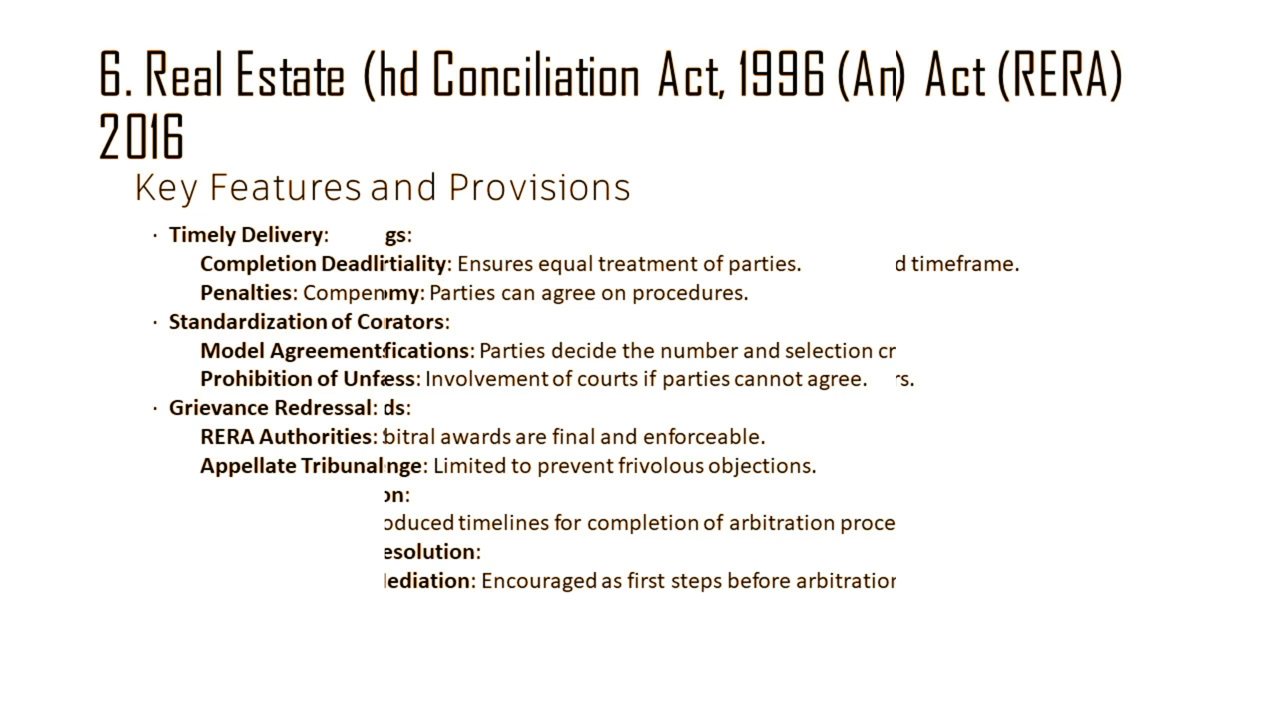 6. Real Estate (hd Conciliation Act, 1996 (An) Act (RERA)
2016
Key Features and Provisions
· Timely Delivery: gs:
Completion Deadlirtiality: Ensures equal treatment of parties. d timeframe.
Penalties: Compenmy: Parties can agree on procedures.
· Standardization of Corators:
Model Agreementfications: Parties decide the number and selection cr
Prohibition of Unfess: Involvement of courts if parties cannot agree. rs.
· Grievance Redressal: ds:
RERA Authorities: bitral awards are final and enforceable.
Appellate Tribunalnge: Limited to prevent frivolous objections.
on:
oduced timelines for completion of arbitration proce
esolution:
lediation: Encouraged as first steps before arbitration